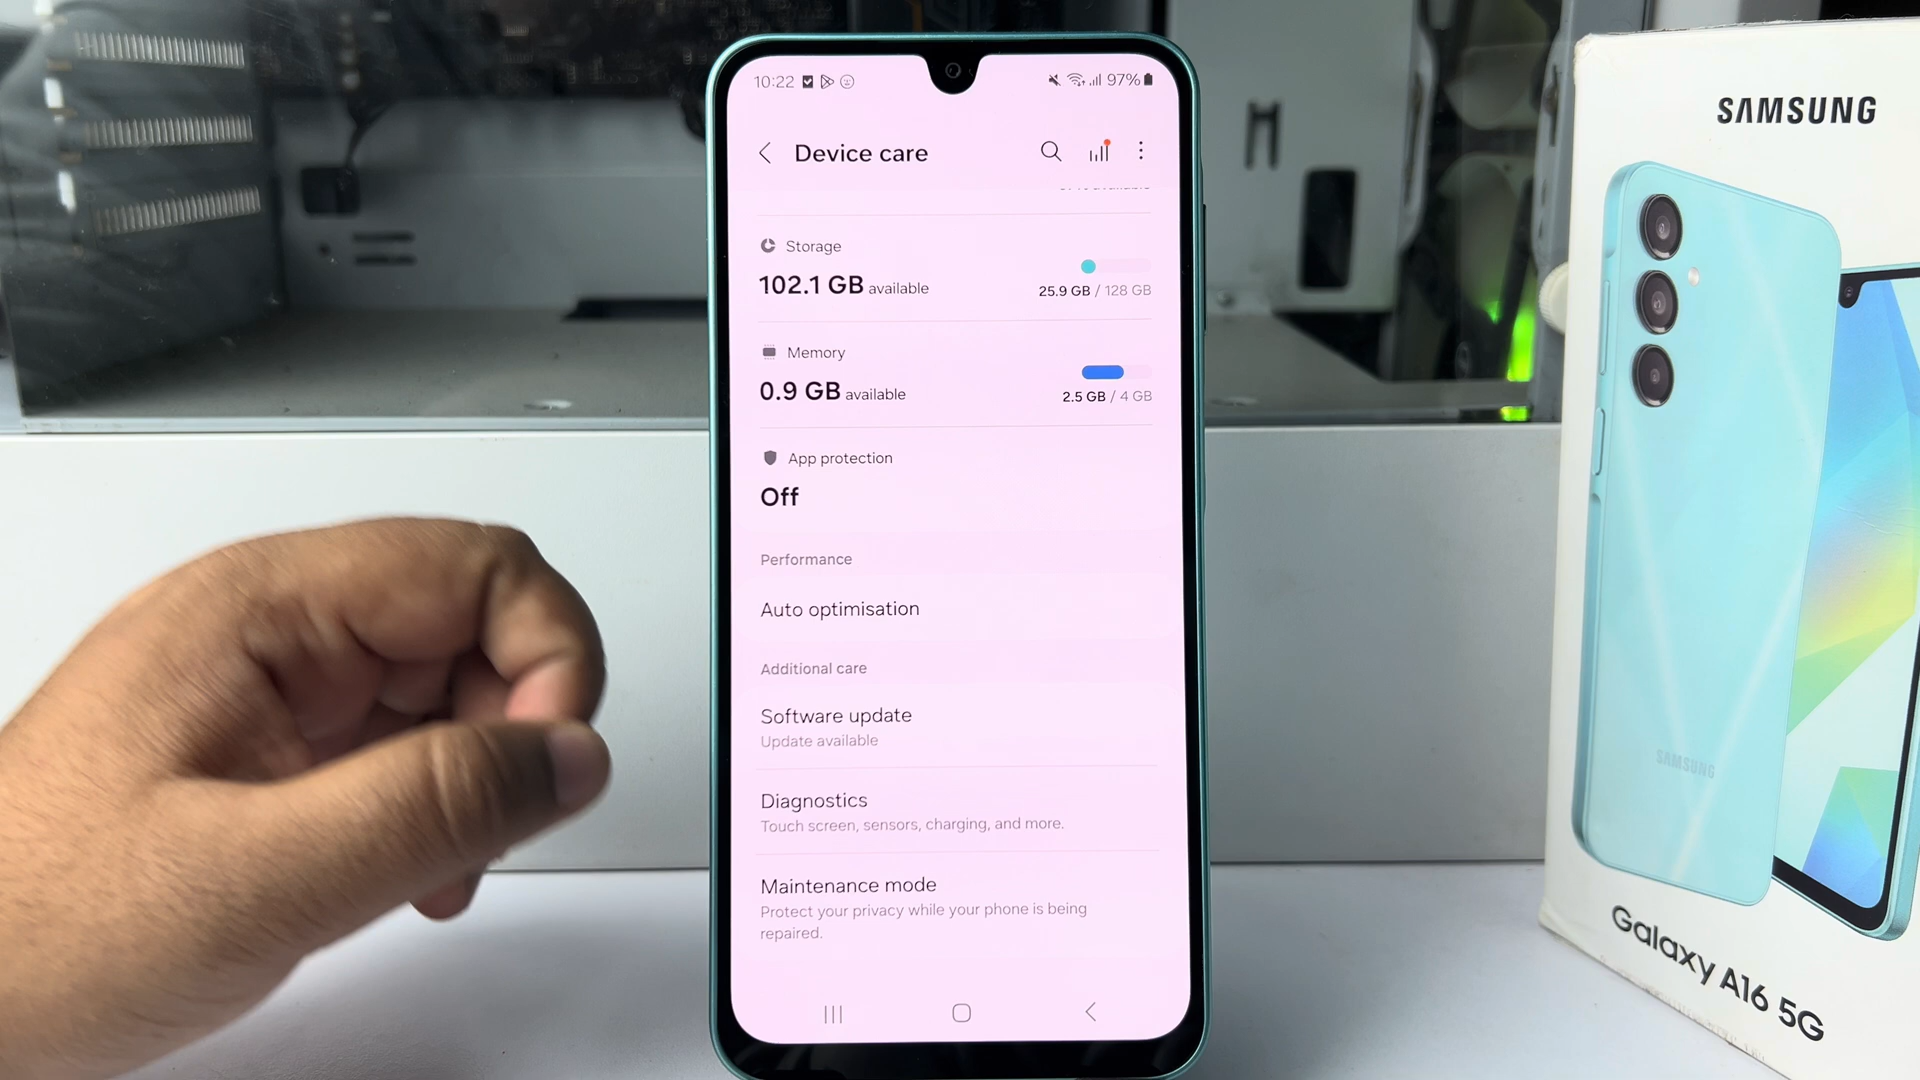 10:22
97%
Device care
Storage
102.1 GB available
25.9 GB / 128 GB
Memory
0.9 GB available
2.5 GB / 4 GB
App protection
Off
Performance
Auto optimisation
Additional care
Software update
Update available
Diagnostics
Touch screen, sensors, charging, and more.
Maintenance mode
Protect your privacy while your phone is being
repaired.
SAMSUNG
SAMSUNG
Galaxy A16 5G